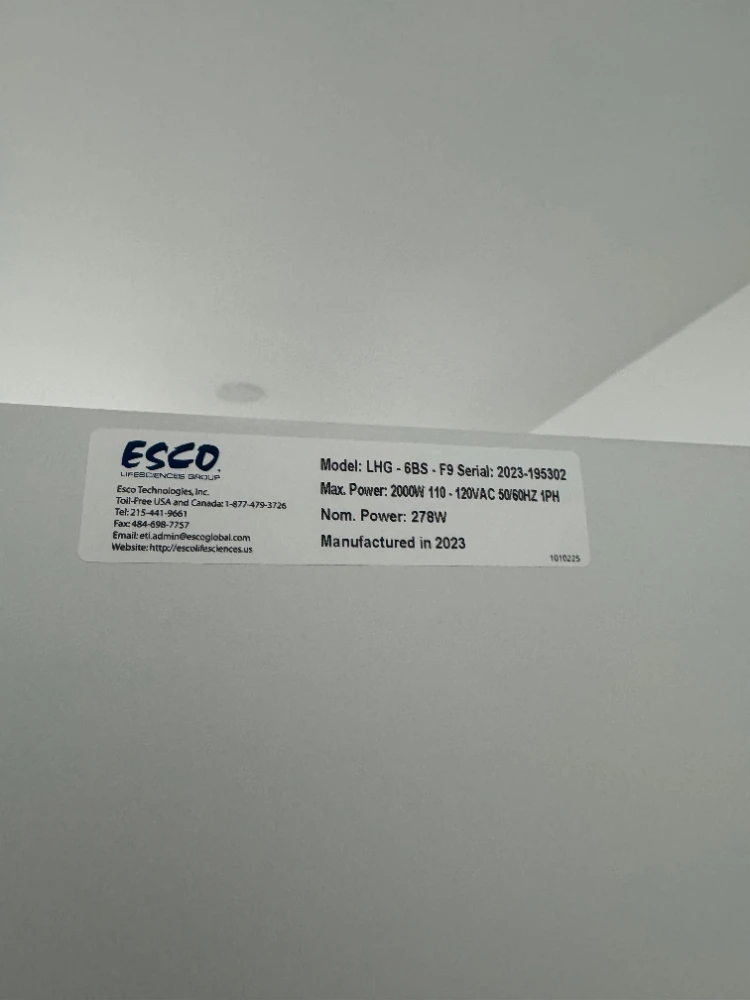 ESCO
LIFESCIENCES GROUP
Esco Technologies, Inc.
Toll-Free USA and Canada: 1-877-479-3726
Tel: 215-441-9661
Fax: 484-698-7757
Email: eti.admin@escoglobal.com
Website: http://escolifesciences.us
Model: LHG - 6BS - F9 Serial: 2023-195302
Max. Power: 2000W 110 - 120VAC 50/60HZ 1PH
Nom. Power: 278W
Manufactured in 2023
1010225